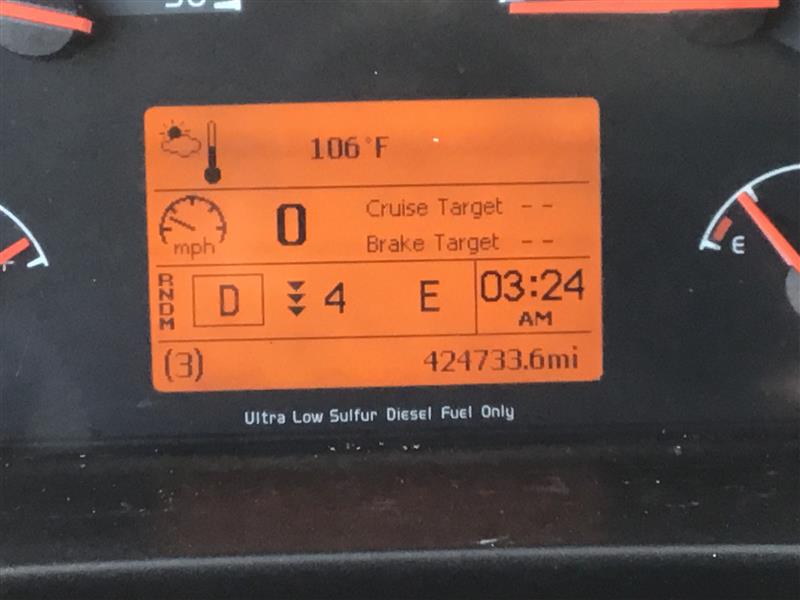 106°F
mph 0 Cruise Target --
Brake Target --
RNDM D 4 E 03:24 AM
(3) 424733.6mi
Ultra Low Sulfur Diesel Fuel Only
E